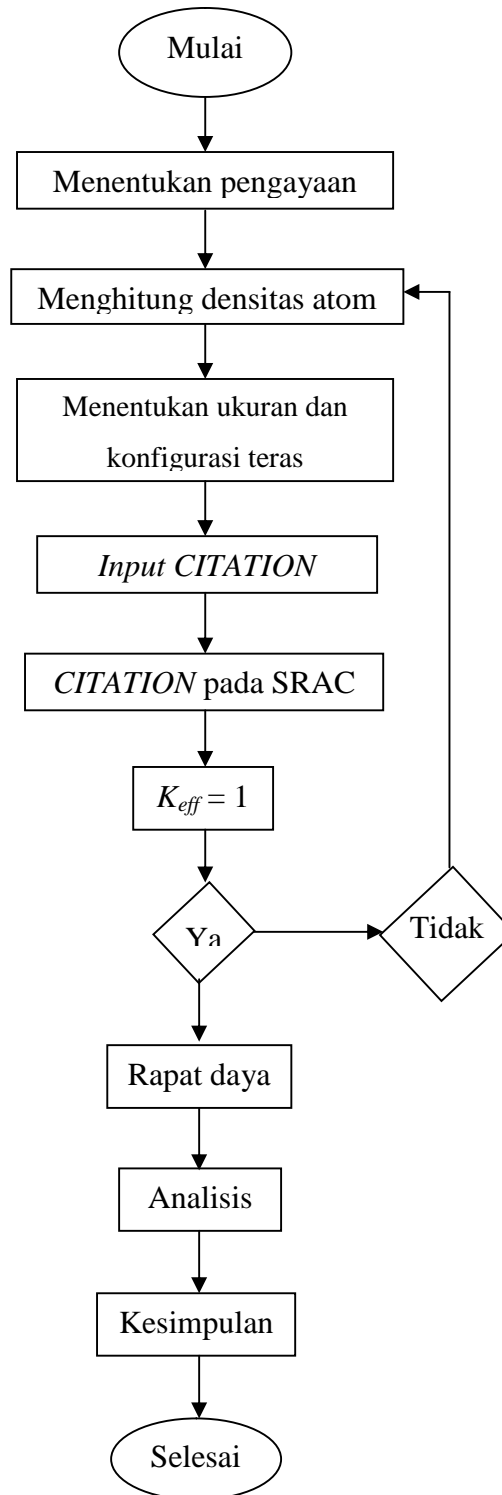 Mulai
Menentukan pengayaan
Menghitung densitas atom
Menentukan ukuran dan
konfigurasi teras
Input CITATION
CITATION pada SRAC
Keff = 1
Ya
Tidak
Rapat daya
Analisis
Kesimpulan
Selesai